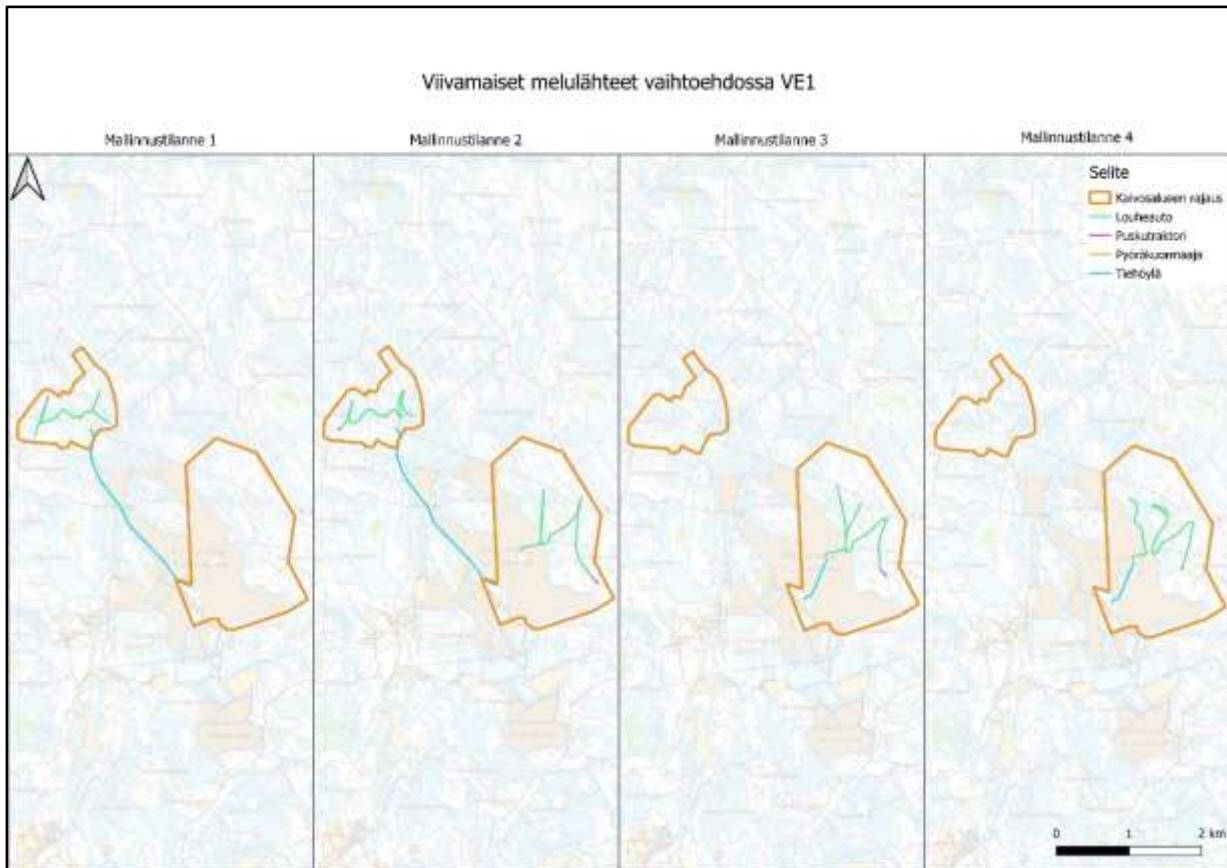 Viivamaiset melulähteet vaihtoehdossa VE1
Mallinnustilanne 1
Mallinnustilanne 2
Mallinnustilanne 3
Mallinnustilanne 4
Selite
Kaivosalueen rajaus
Louheauto
Puskutraktori
Pyöräkuormaaja
Tiehöylä
0 1 2 km